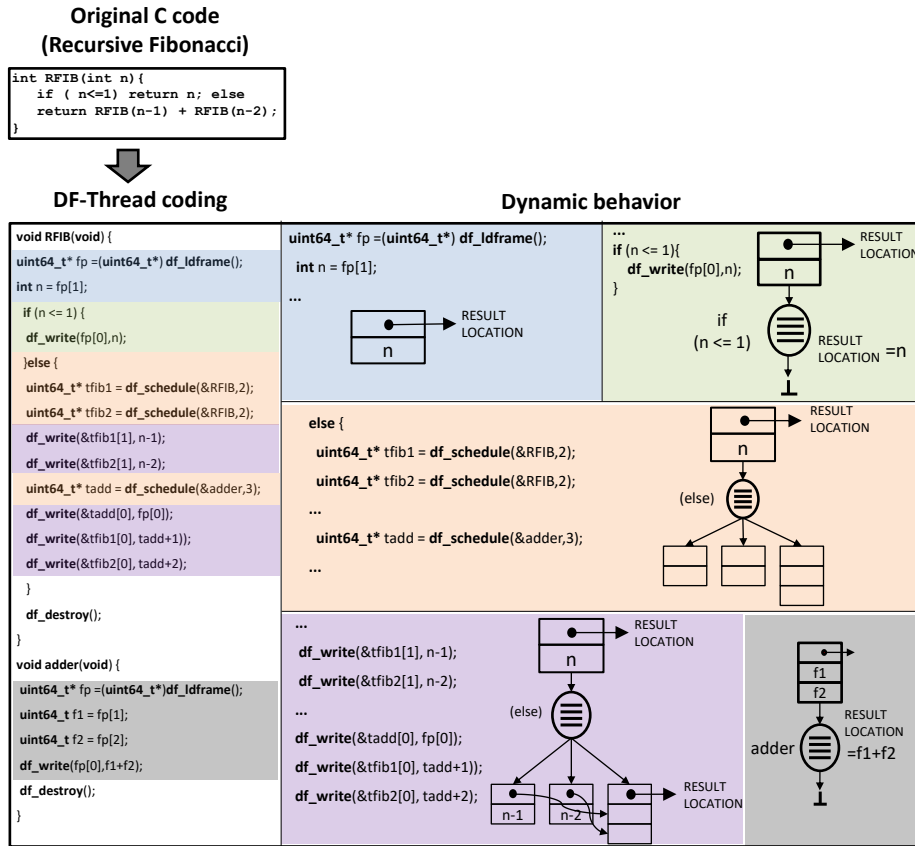 Original C code
(Recursive Fibonacci)
int RFIB(int n){
if ( n<=1) return n; else
return RFIB(n-1) + RFIB(n-2);
}
DF-Thread coding
Dynamic behavior
void RFIB(void) {
uint64_t* fp =(uint64_t*) df_ldframe();
int n = fp[1];
if (n <= 1) {
df_write(fp[0],n);
}else {
uint64_t* tfib1 = df_schedule(&RFIB,2);
uint64_t* tfib2 = df_schedule(&RFIB,2);
df_write(&tfib1[1], n-1);
df_write(&tfib2[1], n-2);
uint64_t* tadd = df_schedule(&adder,3);
df_write(&tadd[0], fp[0]);
df_write(&tfib1[0], tadd+1));
df_write(&tfib2[0], tadd+2);
}
df_destroy();
}
void adder(void) {
uint64_t* fp =(uint64_t*)df_ldframe();
uint64_t f1 = fp[1];
uint64_t f2 = fp[2];
df_write(fp[0],f1+f2);
df_destroy();
}
uint64_t* fp =(uint64_t*) df_ldframe();
int n = fp[1];
...
RESULT
LOCATION
n
...
if (n <= 1){
df_write(fp[0],n);
}
RESULT
LOCATION
n
if
(n <= 1)
RESULT
LOCATION
=n
else {
uint64_t* tfib1 = df_schedule(&RFIB,2);
uint64_t* tfib2 = df_schedule(&RFIB,2);
...
uint64_t* tadd = df_schedule(&adder,3);
...
RESULT
LOCATION
n
(else)
...
df_write(&tfib1[1], n-1);
df_write(&tfib2[1], n-2);
...
df_write(&tadd[0], fp[0]);
df_write(&tfib1[0], tadd+1));
df_write(&tfib2[0], tadd+2);
RESULT
LOCATION
n
(else)
RESULT
LOCATION
n-1
n-2
f1
f2
adder
RESULT
LOCATION
=f1+f2